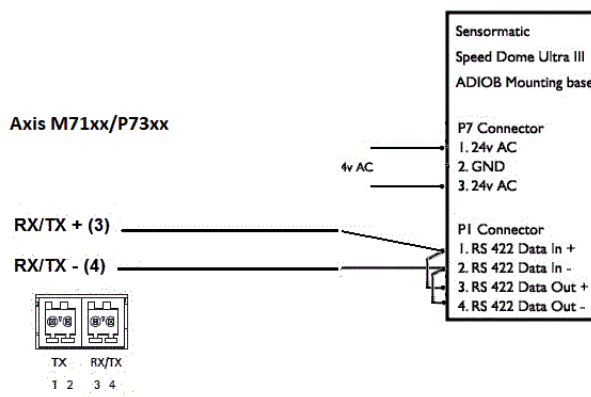 Sensormatic
Speed Dome Ultra III
ADIOB Mounting base
Axis M71xx/P73xx
P7 Connector
1. 24v AC
4v AC
2. GND
3. 24v AC
RX/TX + (3)
P1 Connector
1. RS 422 Data In +
RX/TX - (4)
2. RS 422 Data In -
3. RS 422 Data Out +
4. RS 422 Data Out -
TX RX/TX
1 2 3 4